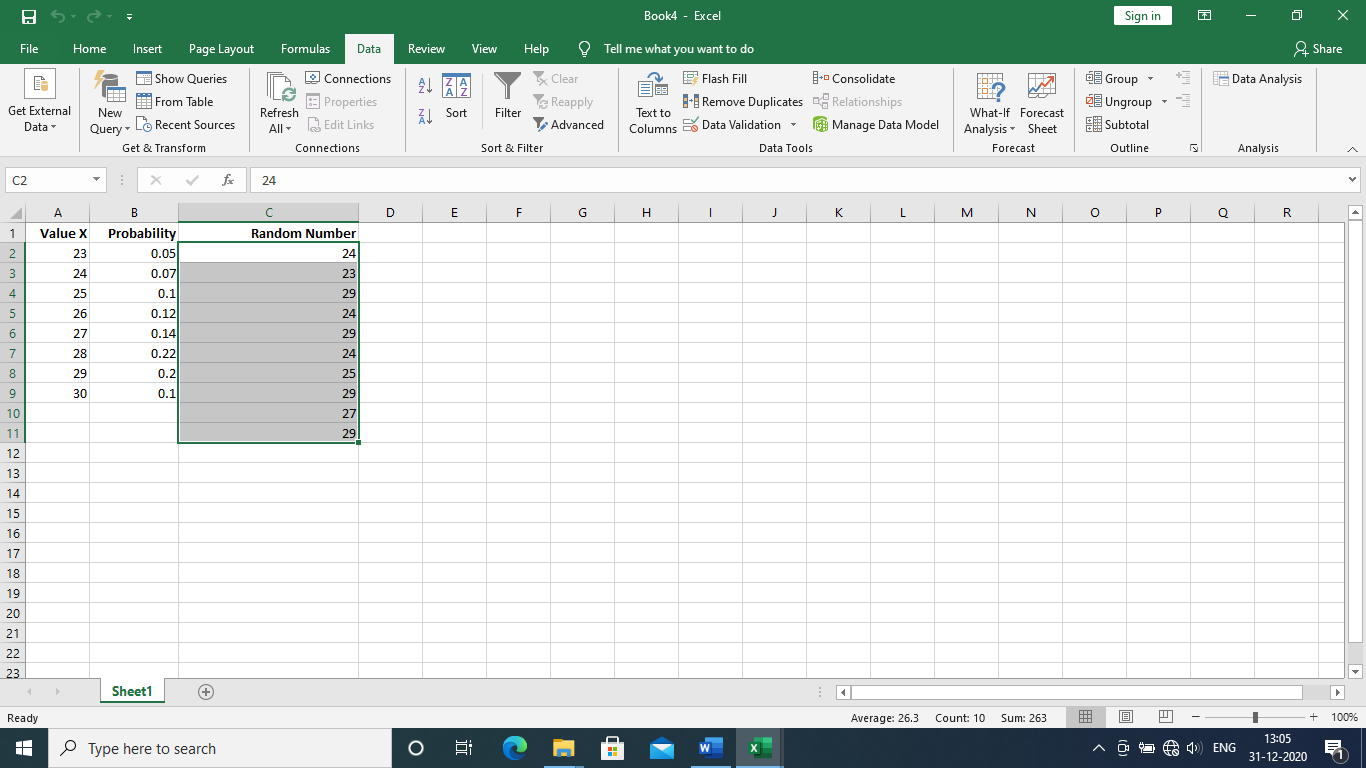 Book4 - Excel
Sign in
File Home Insert Page Layout Formulas Data Review View Help Tell me what you want to do Share
Get External Data
New Query
Show Queries
From Table
Recent Sources
Get & Transform
Refresh All
Connections
Properties
Edit Links
Connections
Sort
Filter
Clear
Reapply
Advanced
Sort & Filter
Text to Columns
Flash Fill
Remove Duplicates
Data Validation
Consolidate
Relationships
Manage Data Model
Data Tools
What-If Analysis
Forecast Sheet
Forecast
Group
Ungroup
Subtotal
Outline
Data Analysis
Analysis
C2 fx 24
A B C D E F G H I J K L M N O P Q R
1 Value X Probability Random Number
2 23 0.05 24
3 24 0.07 23
4 25 0.1 29
5 26 0.12 24
6 27 0.14 29
7 28 0.22 24
8 29 0.2 25
9 30 0.1 29
10 27
11 29
12
13
14
15
16
17
18
19
20
21
22
23
Sheet1
Ready Average: 26.3 Count: 10 Sum: 263 100%
Type here to search
ENG
13:05
31-12-2020
1